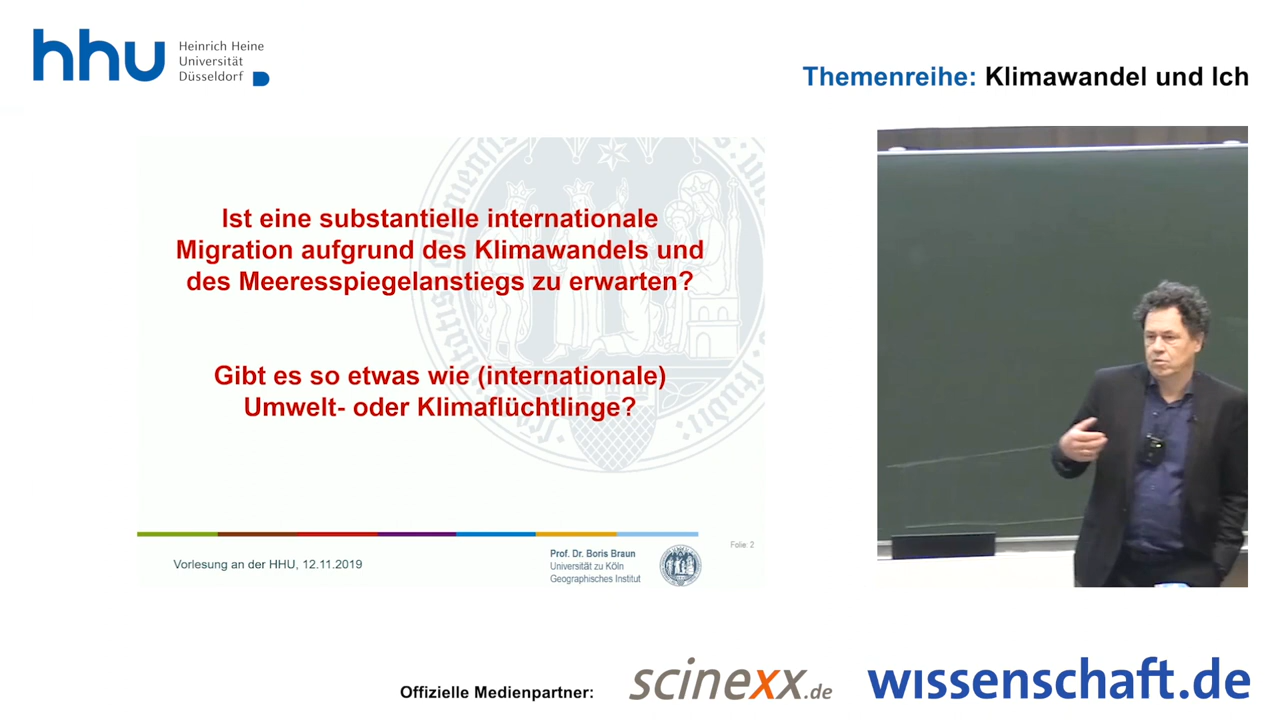 hhu
Heinrich Heine
Universität
Düsseldorf
Themenreihe: Klimawandel und Ich
Ist eine substantielle internationale
Migration aufgrund des Klimawandels und
des Meeresspiegelanstiegs zu erwarten?
Gibt es so etwas wie (internationale)
Umwelt- oder Klimaflüchtlinge?
Folie: 2
Vorlesung an der HHU, 12.11.2019
Prof. Dr. Boris Braun
Universität zu Köln
Geographisches Institut
Offizielle Medienpartner:
scinexx.de
wissenschaft.de